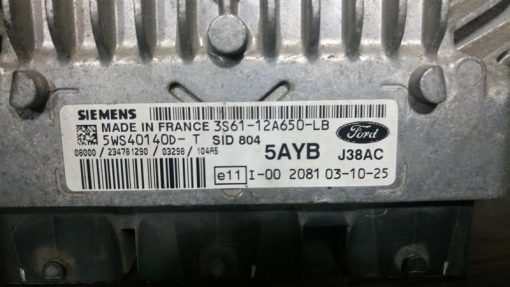 SIEMENS
MADE IN FRANCE 3S61-12A650-LB
5WS40140D-T SID 804
08000 / 234781290 / 03298 / 104A5
Ford
5AYB J38AC
e11 I-00 2081 03-10-25